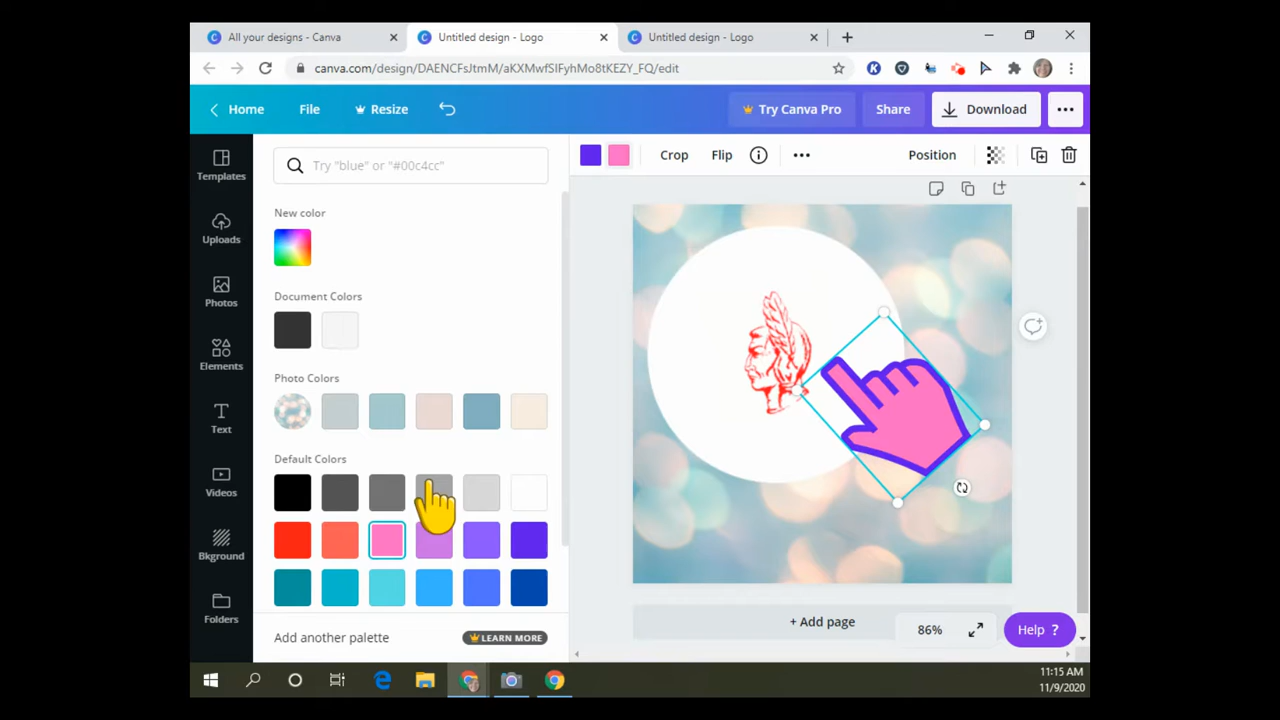 All your designs - Canva
Untitled design - Logo
Untitled design - Logo
canva.com/design/DAENCFsJtmM/aKXMwfSIFyhMo8tKEZY_FQ/edit
Home
File
Resize
Try Canva Pro
Share
Download
Templates
Uploads
Photos
Elements
Text
Videos
Bkground
Folders
Try "blue" or "#00c4cc"
New color
Document Colors
Photo Colors
Default Colors
Add another palette
LEARN MORE
Crop
Flip
Position
+ Add page
86%
Help ?
11:15 AM
11/9/2020